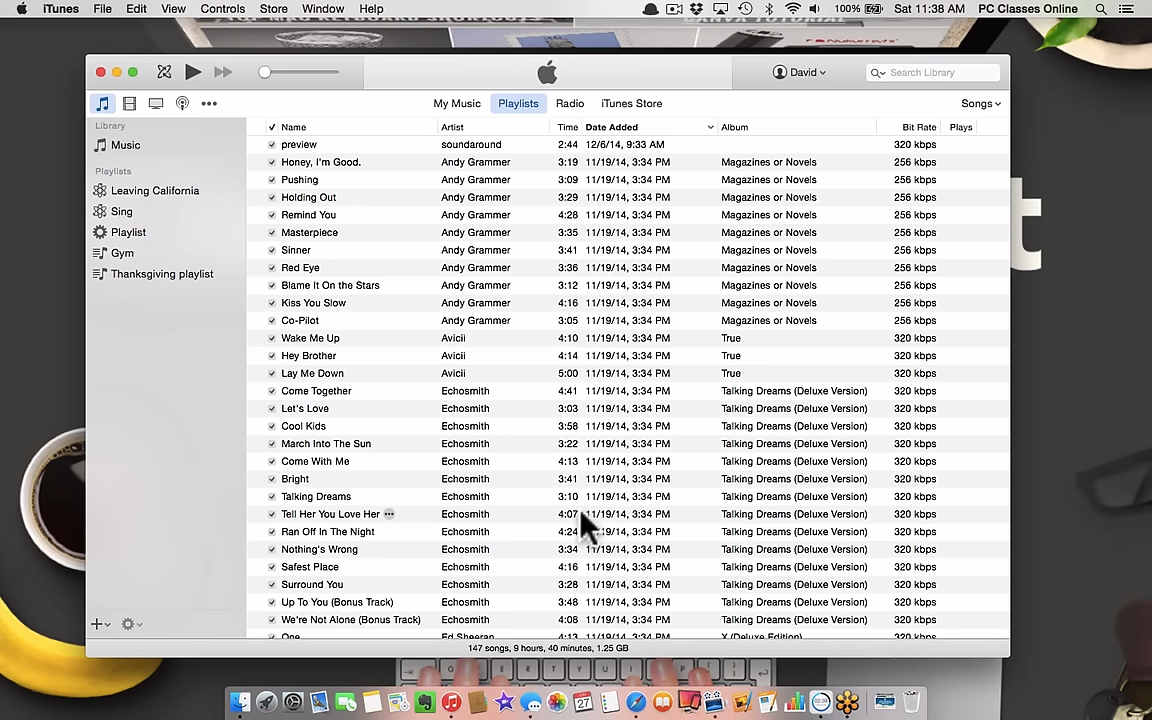 iTunes File Edit View Controls Store Window Help 100% Sat 11:38 AM PC Classes Online
David Search Library
My Music Playlists Radio iTunes Store Songs
Library
Music
Playlists
Leaving California
Sing
Playlist
Gym
Thanksgiving playlist
✓ Name Artist Time Date Added Album Bit Rate Plays
preview soundaround 2:44 12/6/14, 9:33 AM 320 kbps
Honey, I'm Good. Andy Grammer 3:19 11/19/14, 3:34 PM Magazines or Novels 256 kbps
Pushing Andy Grammer 3:09 11/19/14, 3:34 PM Magazines or Novels 256 kbps
Holding Out Andy Grammer 3:29 11/19/14, 3:34 PM Magazines or Novels 256 kbps
Remind You Andy Grammer 4:28 11/19/14, 3:34 PM Magazines or Novels 256 kbps
Masterpiece Andy Grammer 3:35 11/19/14, 3:34 PM Magazines or Novels 256 kbps
Sinner Andy Grammer 3:41 11/19/14, 3:34 PM Magazines or Novels 256 kbps
Red Eye Andy Grammer 3:36 11/19/14, 3:34 PM Magazines or Novels 256 kbps
Blame It On the Stars Andy Grammer 3:12 11/19/14, 3:34 PM Magazines or Novels 256 kbps
Kiss You Slow Andy Grammer 4:16 11/19/14, 3:34 PM Magazines or Novels 256 kbps
Co-Pilot Andy Grammer 3:05 11/19/14, 3:34 PM Magazines or Novels 256 kbps
Wake Me Up Avicii 4:10 11/19/14, 3:34 PM True 320 kbps
Hey Brother Avicii 4:14 11/19/14, 3:34 PM True 320 kbps
Lay Me Down Avicii 5:00 11/19/14, 3:34 PM True 320 kbps
Come Together Echosmith 4:41 11/19/14, 3:34 PM Talking Dreams (Deluxe Version) 320 kbps
Let's Love Echosmith 3:03 11/19/14, 3:34 PM Talking Dreams (Deluxe Version) 320 kbps
Cool Kids Echosmith 3:58 11/19/14, 3:34 PM Talking Dreams (Deluxe Version) 320 kbps
March Into The Sun Echosmith 3:22 11/19/14, 3:34 PM Talking Dreams (Deluxe Version) 320 kbps
Come With Me Echosmith 4:13 11/19/14, 3:34 PM Talking Dreams (Deluxe Version) 320 kbps
Bright Echosmith 3:41 11/19/14, 3:34 PM Talking Dreams (Deluxe Version) 320 kbps
Talking Dreams Echosmith 3:10 11/19/14, 3:34 PM Talking Dreams (Deluxe Version) 320 kbps
Tell Her You Love Her Echosmith 4:07 11/19/14, 3:34 PM Talking Dreams (Deluxe Version) 320 kbps
Ran Off In The Night Echosmith 4:24 11/19/14, 3:34 PM Talking Dreams (Deluxe Version) 320 kbps
Nothing's Wrong Echosmith 3:34 11/19/14, 3:34 PM Talking Dreams (Deluxe Version) 320 kbps
Safest Place Echosmith 4:16 11/19/14, 3:34 PM Talking Dreams (Deluxe Version) 320 kbps
Surround You Echosmith 3:28 11/19/14, 3:34 PM Talking Dreams (Deluxe Version) 320 kbps
Up To You (Bonus Track) Echosmith 3:48 11/19/14, 3:34 PM Talking Dreams (Deluxe Version) 320 kbps
We're Not Alone (Bonus Track) Echosmith 4:08 11/19/14, 3:34 PM Talking Dreams (Deluxe Version) 320 kbps
One Ed Sheeran 4:13 11/19/14, 3:34 PM X (Deluxe Edition) 320 kbps
147 songs, 9 hours, 40 minutes, 1.25 GB
t
E R T Y U P
27